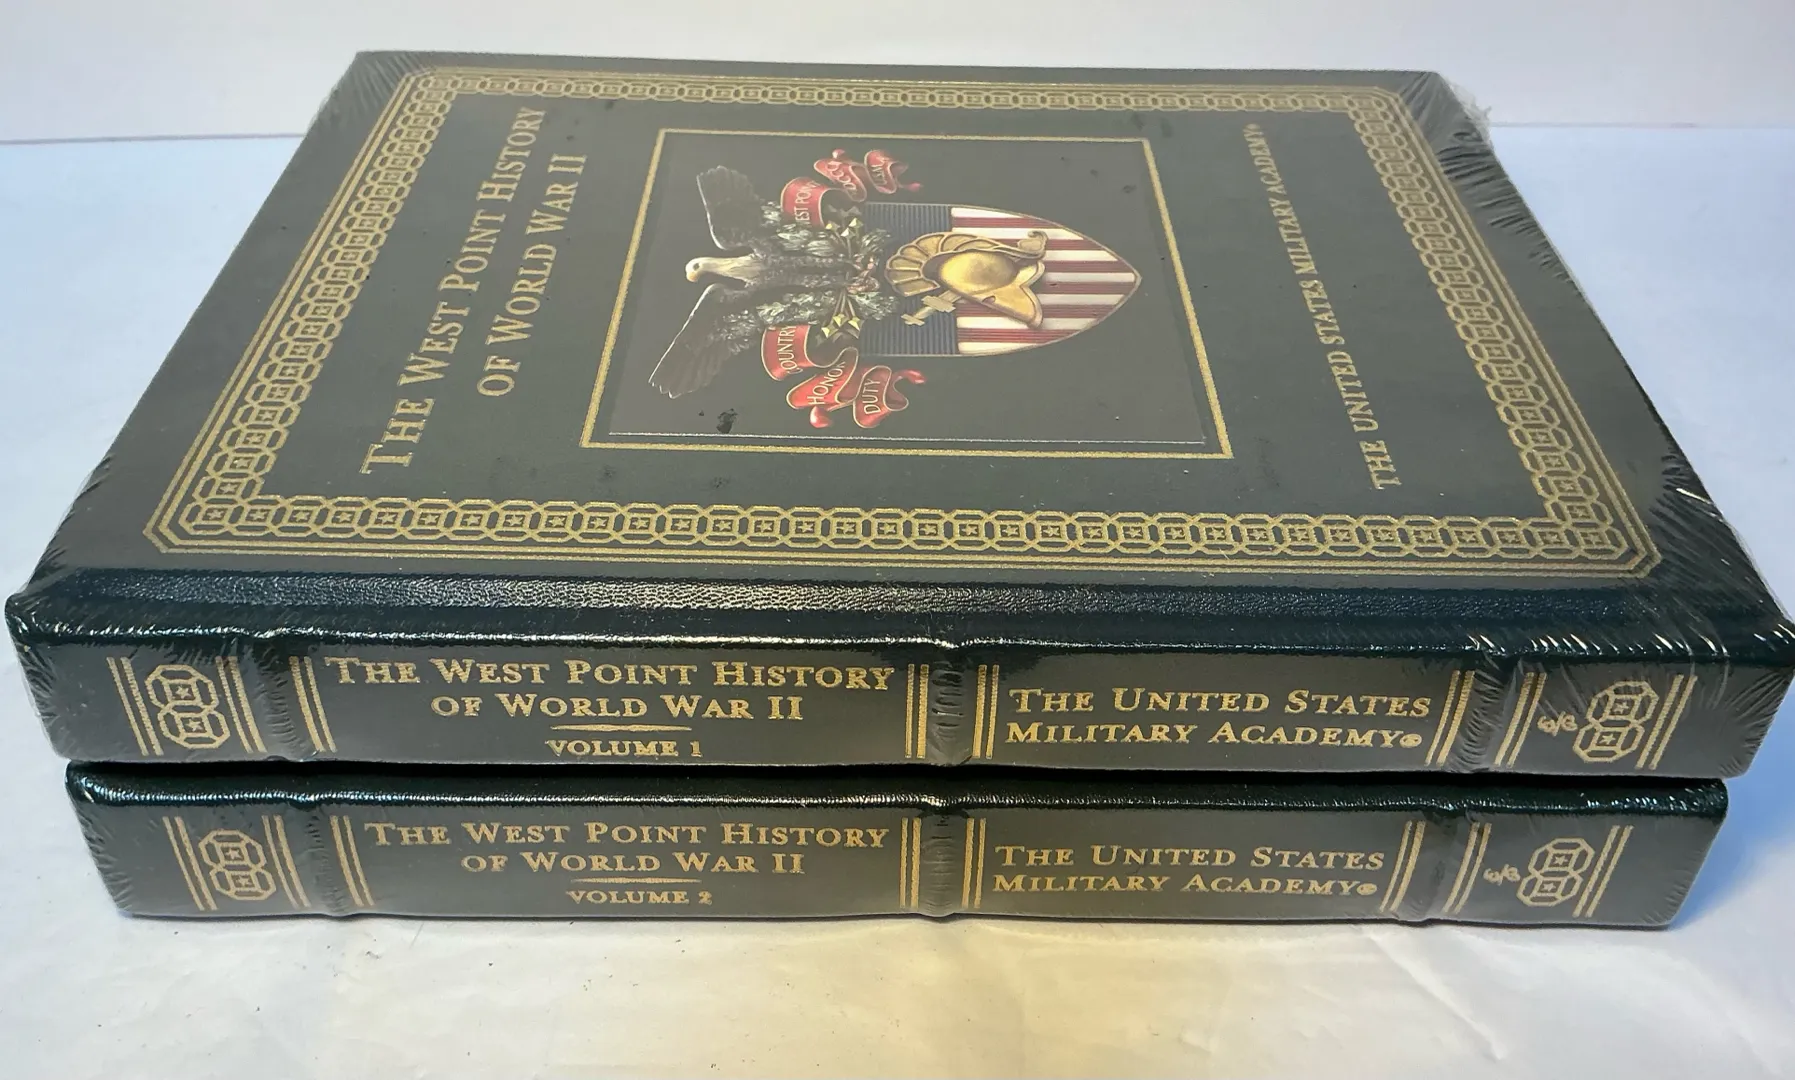 THE WEST POINT HISTORY
OF WORLD WAR II
WEST POINT
COUNTRY
HONOR
DUTY
THE UNITED STATES MILITARY ACADEMY®
THE WEST POINT HISTORY
OF WORLD WAR II
VOLUME 1
THE UNITED STATES
MILITARY ACADEMY®
THE WEST POINT HISTORY
OF WORLD WAR II
VOLUME 2
THE UNITED STATES
MILITARY ACADEMY®